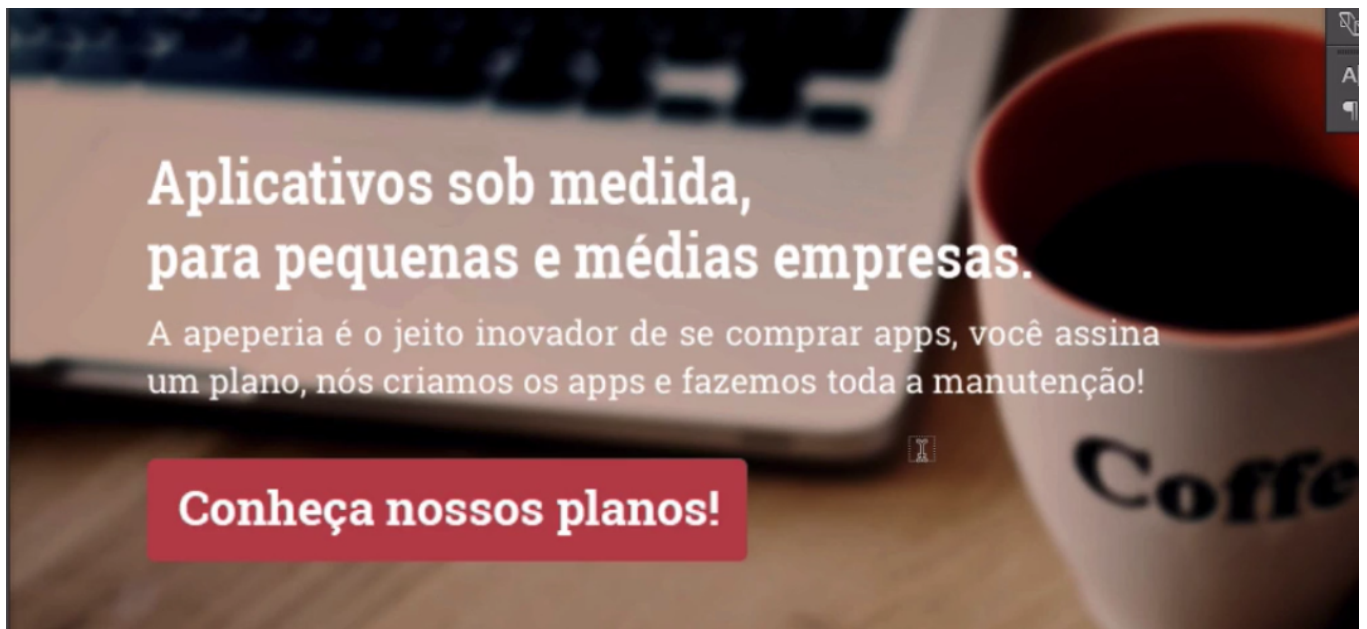 Aplicativos sob medida,
para pequenas e médias empresas.
A apeperia é o jeito inovador de se comprar apps, você assina
um plano, nós criamos os apps e fazemos toda a manutenção!
Conheça nossos planos!
Coffe